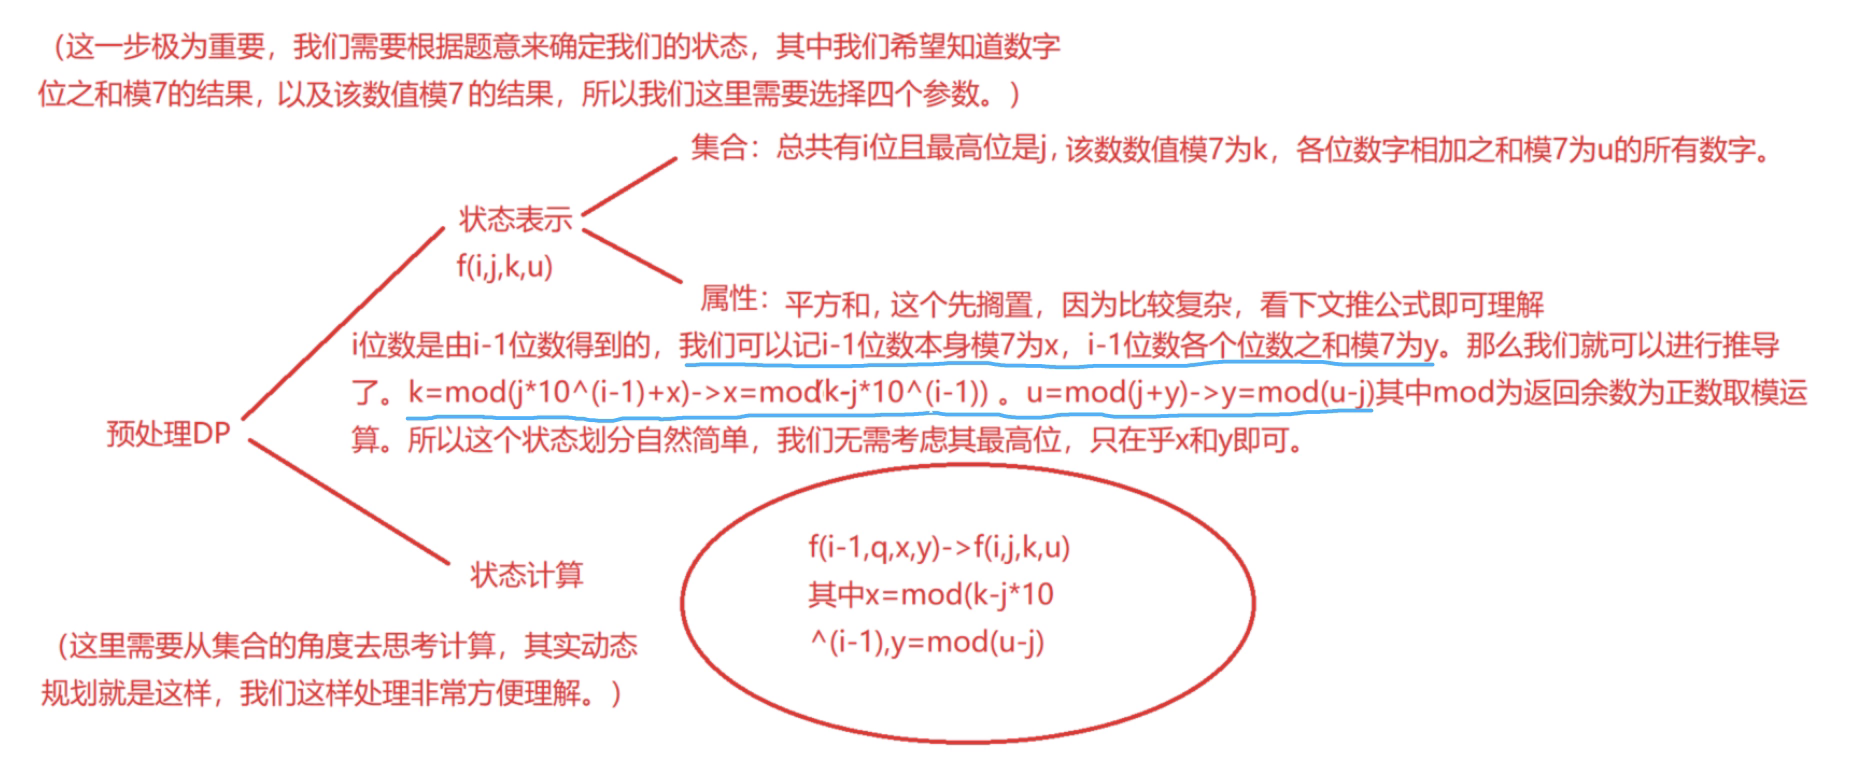 （这一步极为重要，我们需要根据题意来确定我们的状态，其中我们希望知道数字
位之和模7的结果，以及该数值模7的结果，所以我们这里需要选择四个参数。）
集合：总共有i位且最高位是j，该数数值模7为k，各位数字相加之和模7为u的所有数字。
状态表示
f(i,j,k,u)
属性：平方和，这个先搁置，因为比较复杂，看下文推公式即可理解
i位数是由i-1位数得到的，我们可以记i-1位数本身模7为x，i-1位数各个位数之和模7为y。那么我们就可以进行推导
了。k=mod(j*10^(i-1)+x)->x=mod(k-j*10^(i-1)) 。u=mod(j+y)->y=mod(u-j)其中mod为返回余数为正数取模运
算。所以这个状态划分自然简单，我们无需考虑其最高位，只在乎x和y即可。
预处理DP
状态计算
f(i-1,q,x,y)->f(i,j,k,u)
其中x=mod(k-j*10
^(i-1),y=mod(u-j)
（这里需要从集合的角度去思考计算，其实动态
规划就是这样，我们这样处理非常方便理解。）